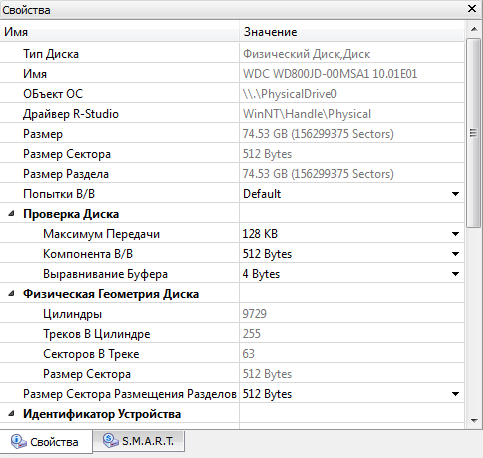 Свойства
Имя Значение
Тип Диска Физический Диск,Диск
Имя WDC WD800JD-00MSA1 10.01E01
ОБъект ОС \\.\PhysicalDrive0
Драйвер R-Studio WinNT\Handle\Physical
Размер 74.53 GB (156299375 Sectors)
Размер Сектора 512 Bytes
Размер Раздела 74.53 GB (156299375 Sectors)
Попытки В/В Default
Проверка Диска
Максимум Передачи 128 KB
Компонента В/В 512 Bytes
Выравнивание Буфера 4 Bytes
Физическая Геометрия Диска
Цилиндры 9729
Треков В Цилиндре 255
Секторов В Треке 63
Размер Сектора 512 Bytes
Размер Сектора Размещения Разделов 512 Bytes
Идентификатор Устройства
Свойства S.M.A.R.T.